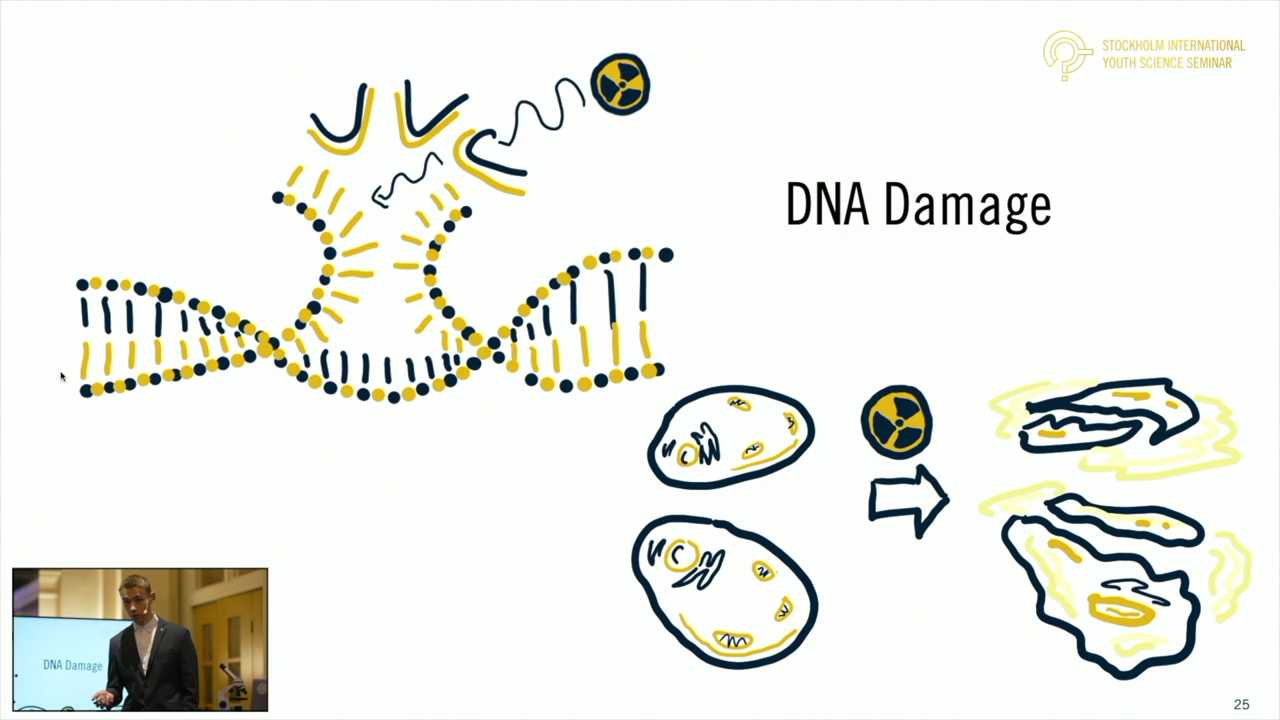 STOCKHOLM INTERNATIONAL
YOUTH SCIENCE SEMINAR
DNA Damage
DNA Damage
25